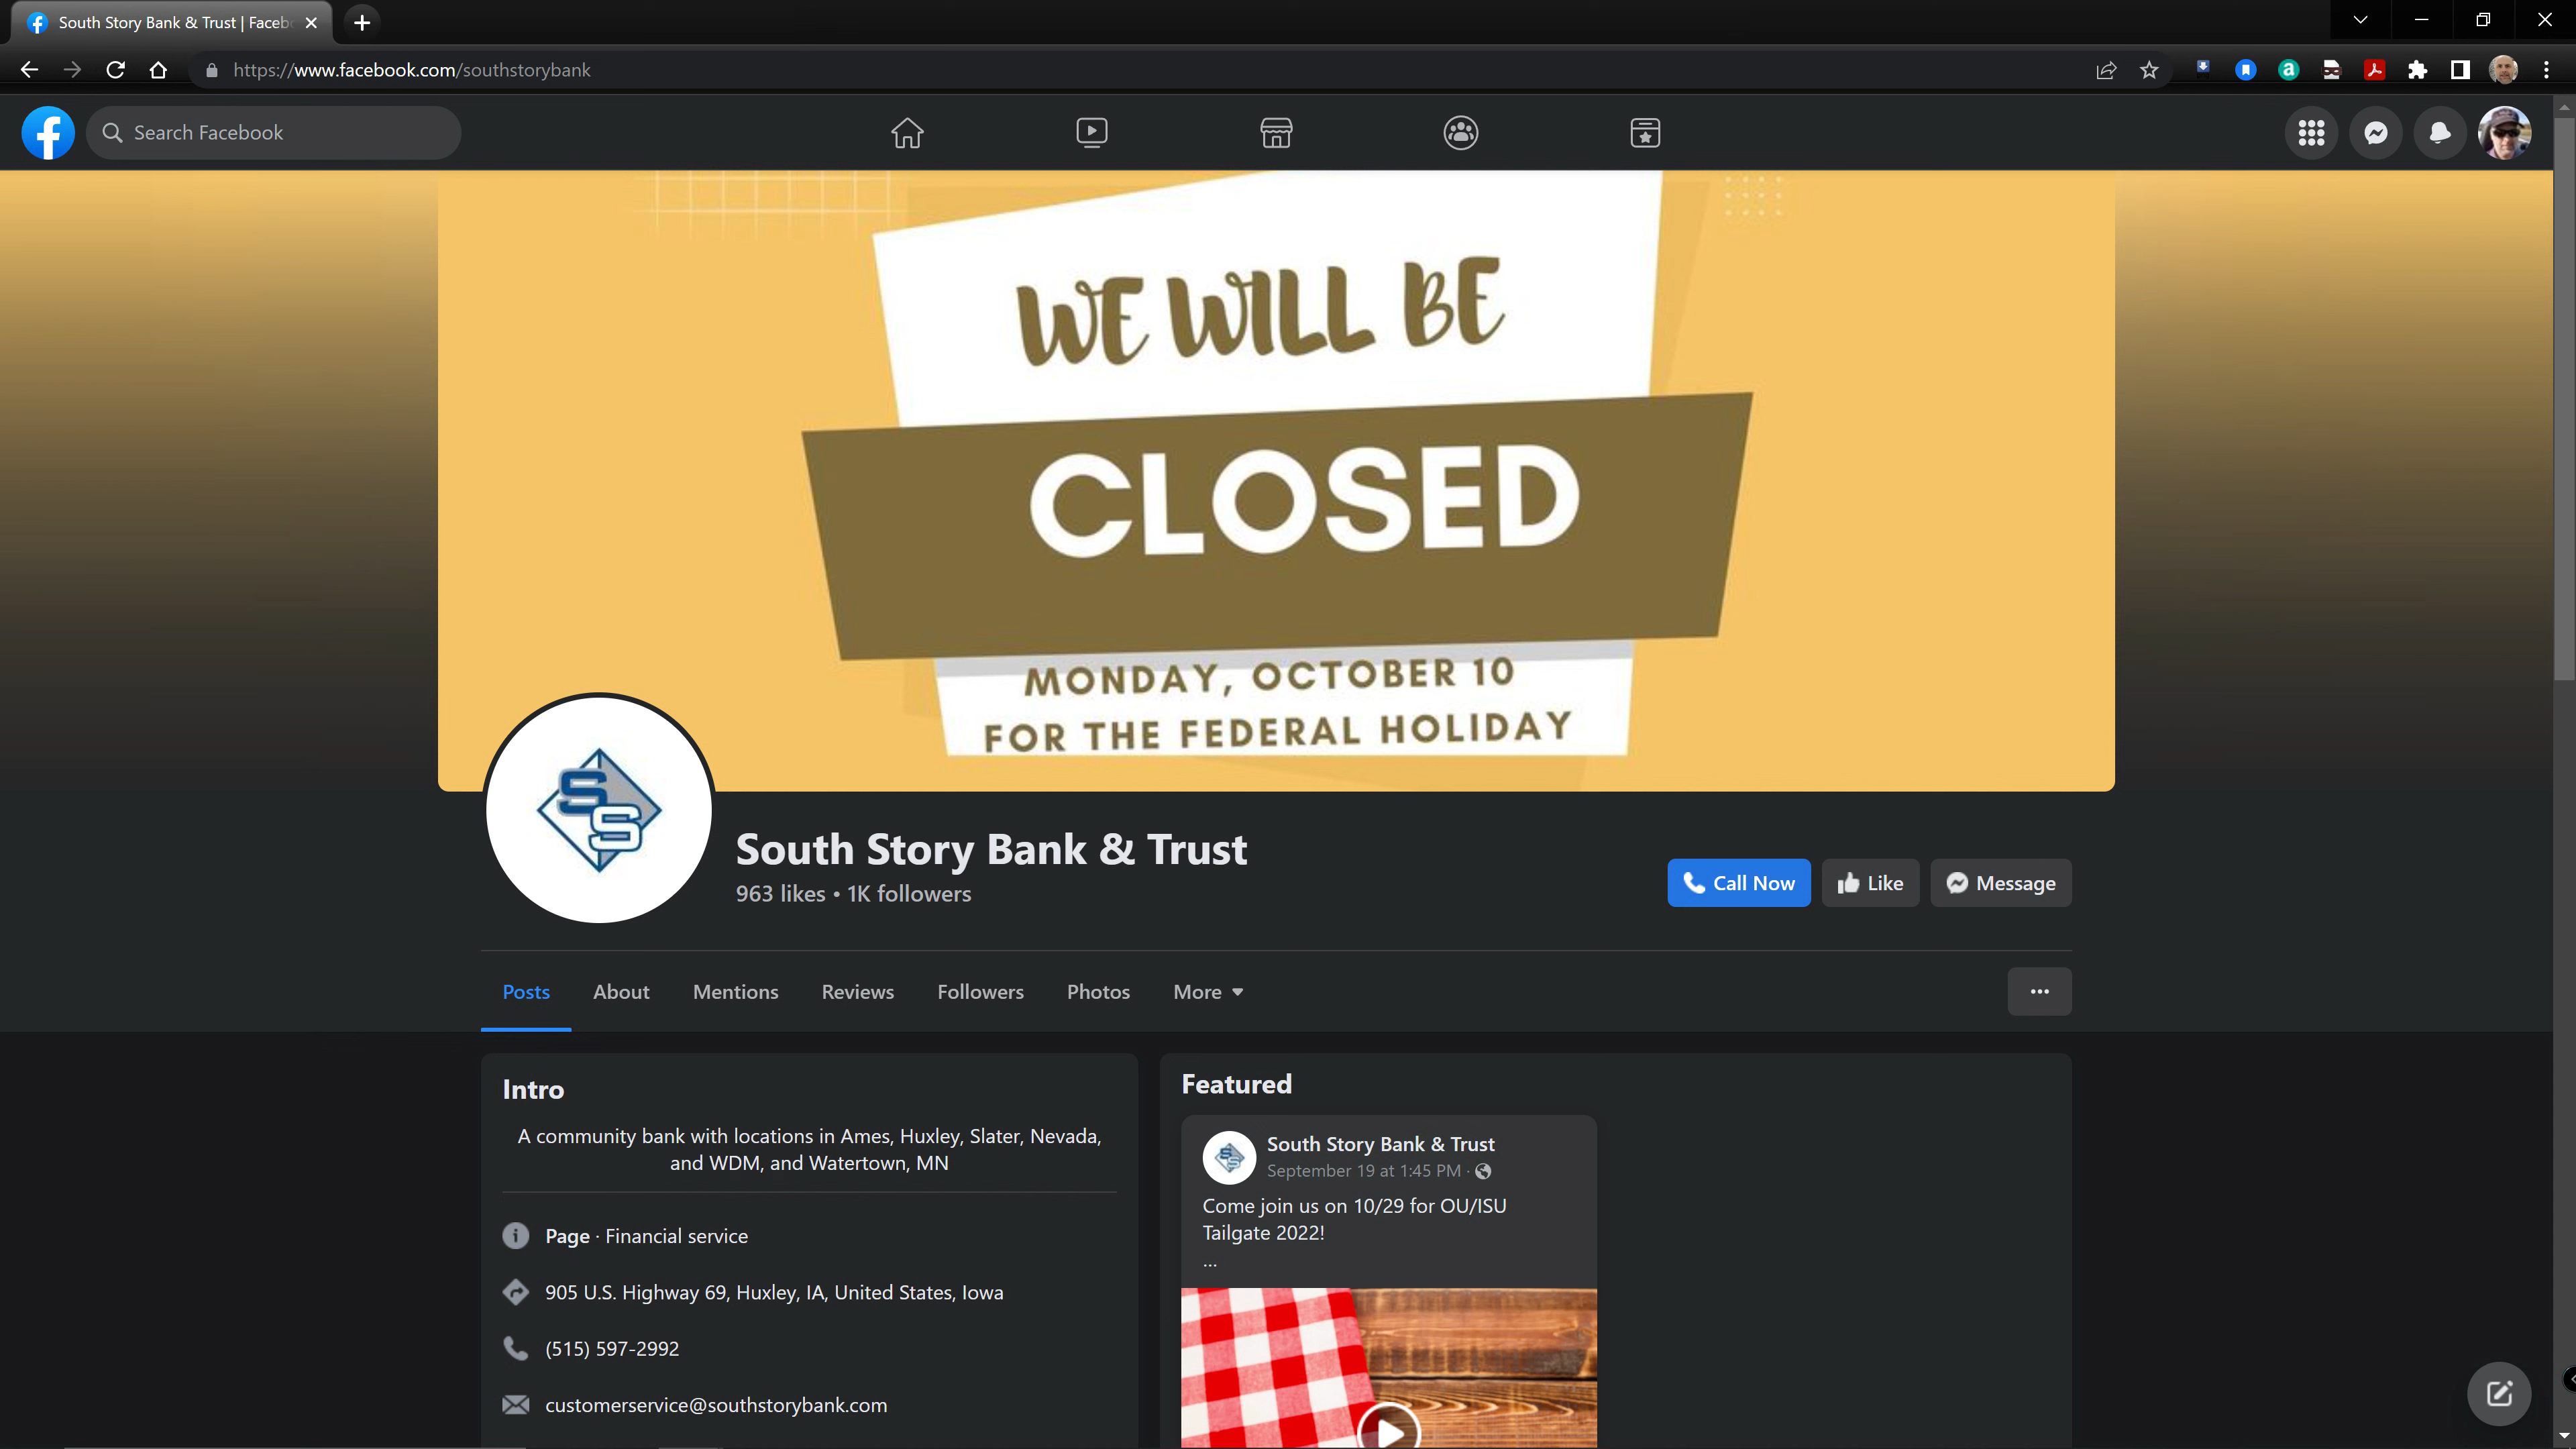 South Story Bank & Trust | Faceb
https://www.facebook.com/southstorybank
Search Facebook
WE WILL BE
CLOSED
MONDAY, OCTOBER 10
FOR THE FEDERAL HOLIDAY
SS
South Story Bank & Trust
963 likes • 1K followers
Call Now
Like
Message
Posts
About
Mentions
Reviews
Followers
Photos
More
Intro
A community bank with locations in Ames, Huxley, Slater, Nevada,
and WDM, and Watertown, MN
Page · Financial service
905 U.S. Highway 69, Huxley, IA, United States, Iowa
(515) 597-2992
customerservice@southstorybank.com
Featured
South Story Bank & Trust
September 19 at 1:45 PM ·
Come join us on 10/29 for OU/ISU
Tailgate 2022!
...